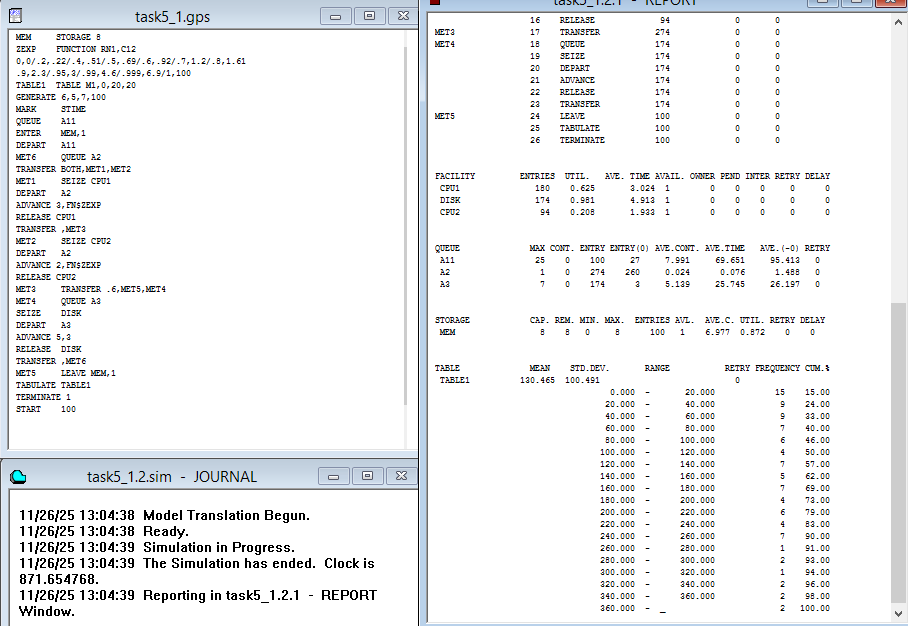 task5_1.gps
MEM STORAGE 8
ZEXP FUNCTION RN1,C12
0,0/.2,.22/.4,.51/.5,.69/.6,.92/.7,1.2/.8,1.61
.9,2.3/.95,3/.99,4.6/.999,6.9/1,100
TABLE1 TABLE M1,0,20,20
GENERATE 6,5,7,100
MARK STIME
QUEUE A11
ENTER MEM,1
DEPART A11
MET6 QUEUE A2
TRANSFER BOTH,MET1,MET2
MET1 SEIZE CPU1
DEPART A2
ADVANCE 3,FN$ZEXP
RELEASE CPU1
TRANSFER ,MET3
MET2 SEIZE CPU2
DEPART A2
ADVANCE 2,FN$ZEXP
RELEASE CPU2
MET3 TRANSFER .6,MET5,MET4
MET4 QUEUE A3
SEIZE DISK
DEPART A3
ADVANCE 5,3
RELEASE DISK
TRANSFER ,MET6
MET5 LEAVE MEM,1
TABULATE TABLE1
TERMINATE 1
START 100
task5_1.2.sim - JOURNAL
11/26/25 13:04:38 Model Translation Begun.
11/26/25 13:04:38 Ready.
11/26/25 13:04:39 Simulation in Progress.
11/26/25 13:04:39 The Simulation has ended. Clock is
871.654768.
11/26/25 13:04:39 Reporting in task5_1.2.1 - REPORT
Window.
task5_1.2.1 - REPORT
16 RELEASE 94 0 0
MET3 17 TRANSFER 274 0 0
MET4 18 QUEUE 174 0 0
19 SEIZE 174 0 0
20 DEPART 174 0 0
21 ADVANCE 174 0 0
22 RELEASE 174 0 0
23 TRANSFER 174 0 0
MET5 24 LEAVE 100 0 0
25 TABULATE 100 0 0
26 TERMINATE 100 0 0
FACILITY ENTRIES UTIL. AVE. TIME AVAIL. OWNER PEND INTER RETRY DELAY
CPU1 180 0.625 3.024 1 0 0 0 0 0
DISK 174 0.981 4.913 1 0 0 0 0 0
CPU2 94 0.208 1.933 1 0 0 0 0 0
QUEUE MAX CONT. ENTRY ENTRY(0) AVE.CONT. AVE.TIME AVE.(-0) RETRY
A11 25 0 100 27 7.991 69.651 95.413 0
A2 1 0 274 260 0.024 0.076 1.488 0
A3 7 0 174 3 5.139 25.745 26.197 0
STORAGE CAP. REM. MIN. MAX. ENTRIES AVL. AVE.C. UTIL. RETRY DELAY
MEM 8 8 0 8 100 1 6.977 0.872 0 0
TABLE MEAN STD.DEV. RANGE RETRY FREQUENCY CUM.%
TABLE1 130.465 100.491 0
0.000 - 20.000 15 15.00
20.000 - 40.000 9 24.00
40.000 - 60.000 9 33.00
60.000 - 80.000 7 40.00
80.000 - 100.000 6 46.00
100.000 - 120.000 4 50.00
120.000 - 140.000 7 57.00
140.000 - 160.000 5 62.00
160.000 - 180.000 7 69.00
180.000 - 200.000 4 73.00
200.000 - 220.000 6 79.00
220.000 - 240.000 4 83.00
240.000 - 260.000 7 90.00
260.000 - 280.000 1 91.00
280.000 - 300.000 2 93.00
300.000 - 320.000 1 94.00
320.000 - 340.000 2 96.00
340.000 - 360.000 2 98.00
360.000 - _ 2 100.00